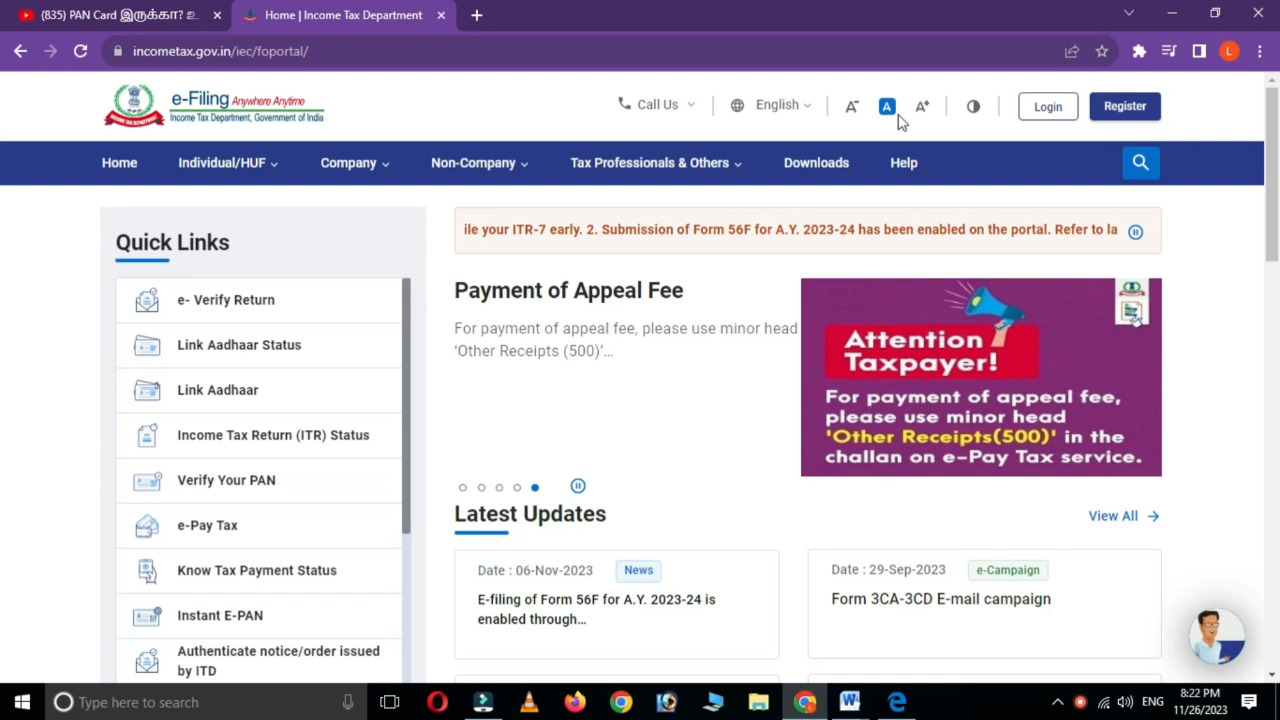 (835) PAN Card இருக்கா? உ
Home | Income Tax Department
incometax.gov.in/iec/foportal/
L
e-Filing Anywhere Anytime
Income Tax Department, Government of India
Call Us
English
A-
A
A+
Login
Register
Home
Individual/HUF
Company
Non-Company
Tax Professionals & Others
Downloads
Help
Quick Links
e- Verify Return
Link Aadhaar Status
Link Aadhaar
Income Tax Return (ITR) Status
Verify Your PAN
e-Pay Tax
Know Tax Payment Status
Instant E-PAN
Authenticate notice/order issued
by ITD
ile your ITR-7 early. 2. Submission of Form 56F for A.Y. 2023-24 has been enabled on the portal. Refer to la
Payment of Appeal Fee
For payment of appeal fee, please use minor head
‘Other Receipts (500)’...
Attention
Taxpayer!
For payment of appeal fee,
please use minor head
'Other Receipts(500)' in the
challan on e-Pay Tax service.
Latest Updates
View All
Date : 06-Nov-2023
News
E-filing of Form 56F for A.Y. 2023-24 is
enabled through...
Date : 29-Sep-2023
e-Campaign
Form 3CA-3CD E-mail campaign
Type here to search
ENG
8:22 PM
11/26/2023